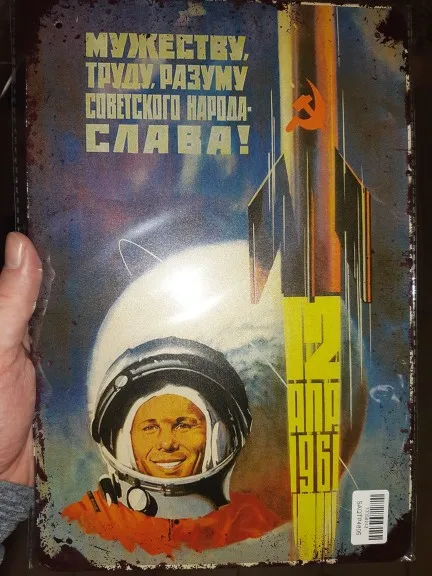 МУЖЕСТВУ,
ТРУДУ, РАЗУМУ
СОВЕТСКОГО НАРОДА-
СЛАВА!
12
АПР.
1961